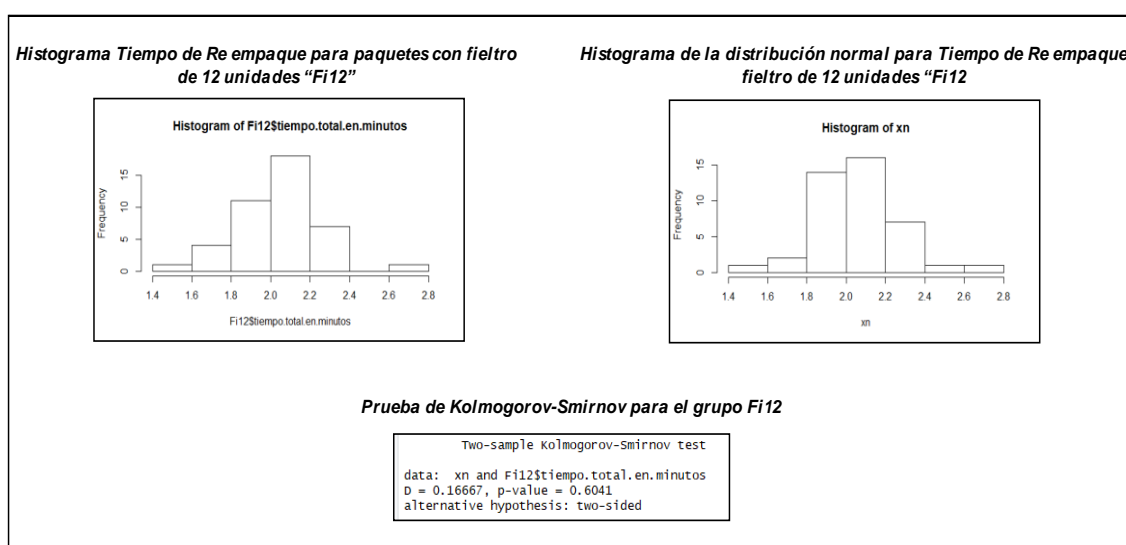 Histograma Tiempo de Re empaque para paquetes con fieltro
de 12 unidades “Fi12”
Histogram of Fi12$tiempo.total.en.minutos
Frequency
15
10
5
0
1.4 1.6 1.8 2.0 2.2 2.4 2.6 2.8
Fi12$tiempo.total.en.minutos
Histograma de la distribución normal para Tiempo de Re empaque
fieltro de 12 unidades “Fi12
Histogram of xn
Frequency
15
10
5
0
1.4 1.6 1.8 2.0 2.2 2.4 2.6 2.8
xn
Prueba de Kolmogorov-Smirnov para el grupo Fi12
Two-sample Kolmogorov-Smirnov test
data: xn and Fi12$tiempo.total.en.minutos
D = 0.16667, p-value = 0.6041
alternative hypothesis: two-sided